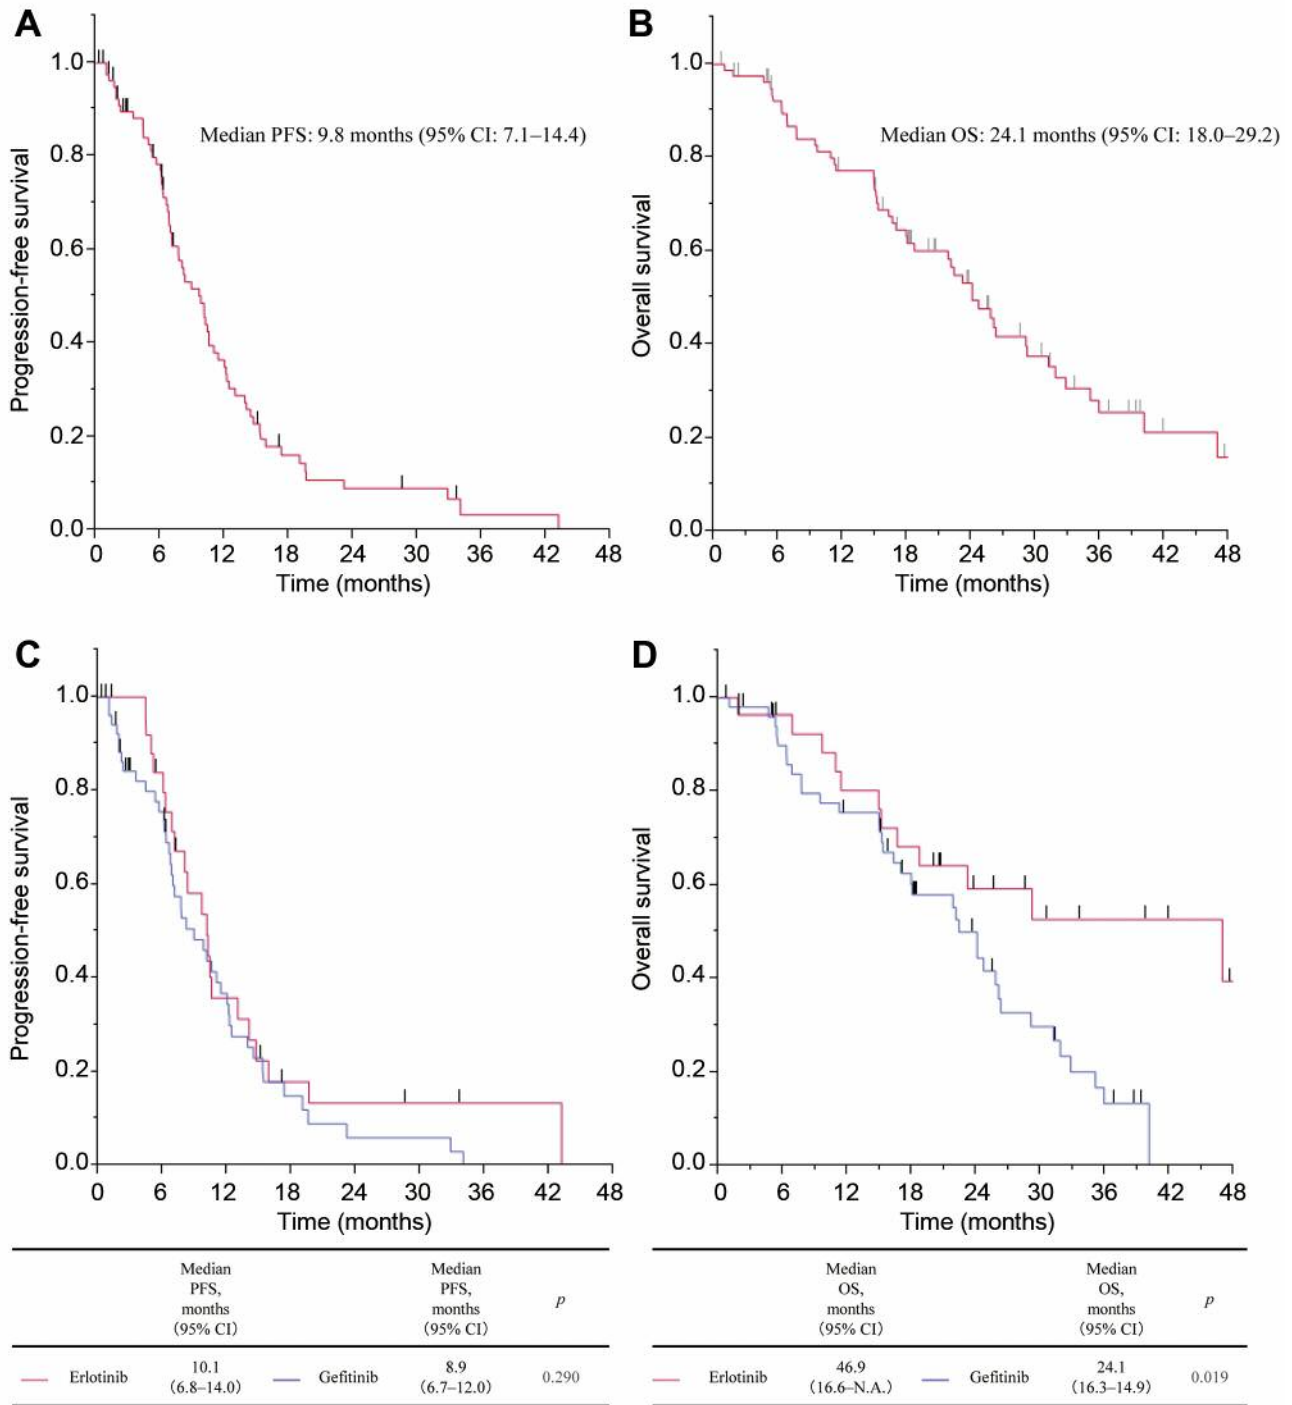 A
Progression-free survival
1.0
0.8
0.6
0.4
0.2
0.0
Median PFS: 9.8 months (95% CI: 7.1–14.4)
0 6 12 18 24 30 36 42 48
Time (months)
B
Overall survival
1.0
0.8
0.6
0.4
0.2
0.0
Median OS: 24.1 months (95% CI: 18.0–29.2)
0 6 12 18 24 30 36 42 48
Time (months)
C
Progression-free survival
1.0
0.8
0.6
0.4
0.2
0.0
0 6 12 18 24 30 36 42 48
Time (months)
D
Overall survival
1.0
0.8
0.6
0.4
0.2
0.0
0 6 12 18 24 30 36 42 48
Time (months)
Median Median
PFS, PFS,
months months p
(95% CI) (95% CI)
Erlotinib 10.1 Gefitinib 8.9 0.290
(6.8–14.0) (6.7–12.0)
Median Median
OS, OS,
months months p
(95% CI) (95% CI)
Erlotinib 46.9 Gefitinib 24.1 0.019
(16.6–N.A.) (16.3–14.9)